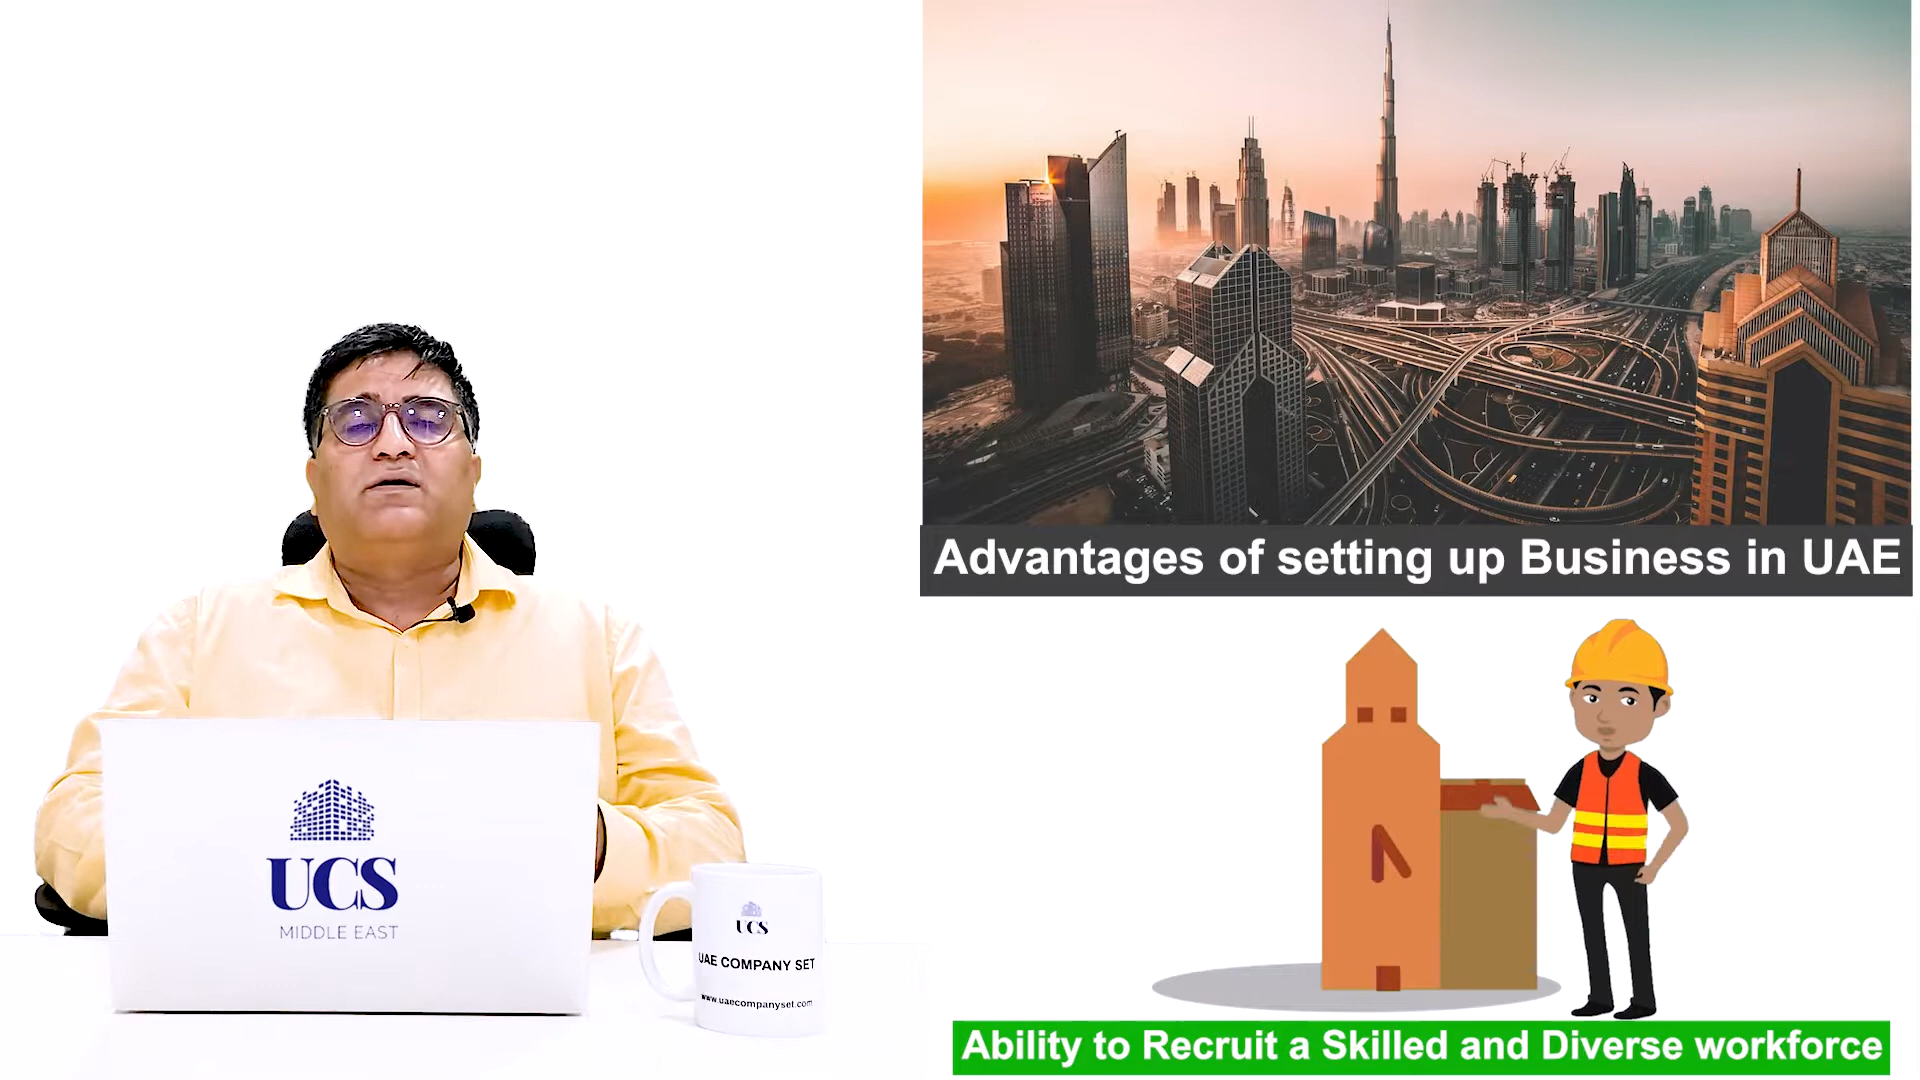 Advantages of setting up Business in UAE
UCS
MIDDLE EAST
UCS
UAE COMPANY SET
www.uaecompanyset.com
Ability to Recruit a Skilled and Diverse workforce